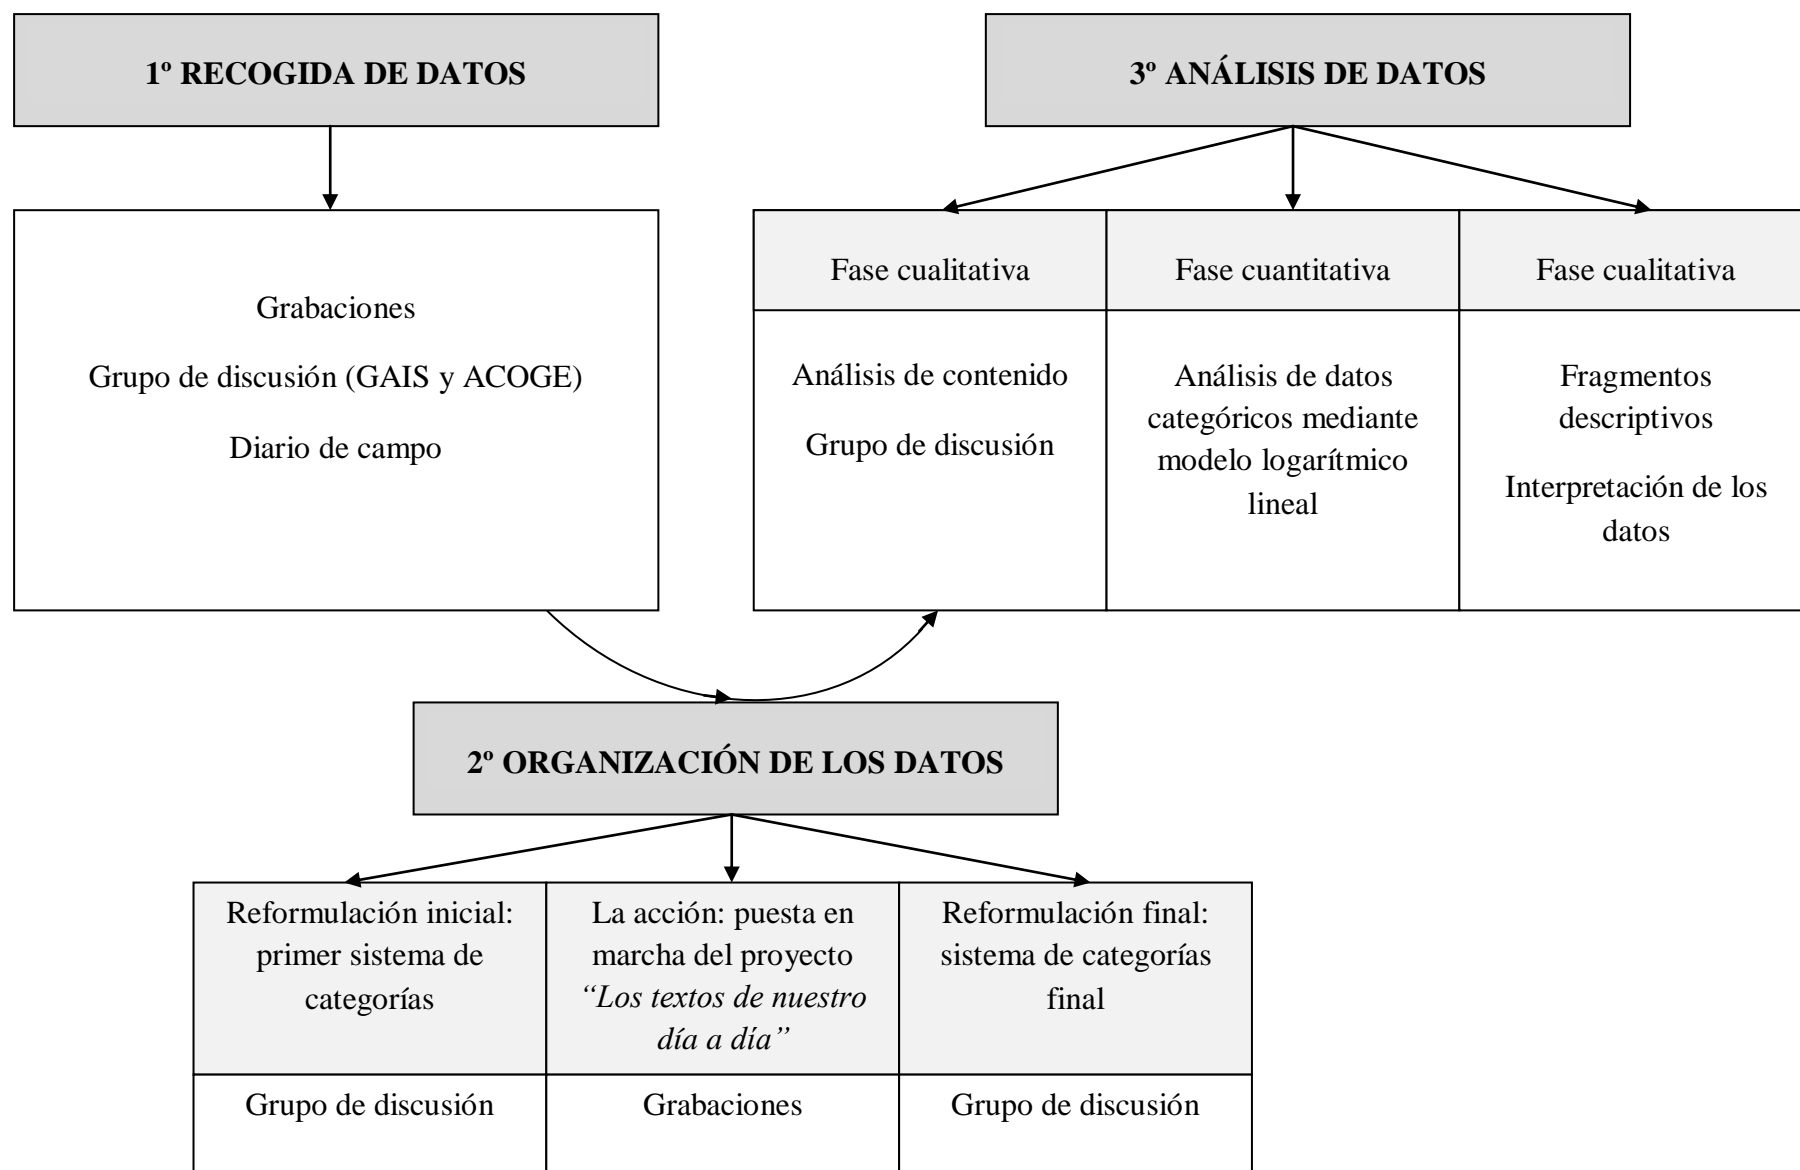 1º RECOGIDA DE DATOS
Grabaciones
Grupo de discusión (GAIS y ACOGE)
Diario de campo
3º ANÁLISIS DE DATOS
Fase cualitativa
Análisis de contenido
Grupo de discusión
Fase cuantitativa
Análisis de datos
categóricos mediante
modelo logarítmico
lineal
Fase cualitativa
Fragmentos
descriptivos
Interpretación de los
datos
2º ORGANIZACIÓN DE LOS DATOS
Reformulación inicial:
primer sistema de
categorías
Grupo de discusión
La acción: puesta en
marcha del proyecto
“Los textos de nuestro
día a día”
Grabaciones
Reformulación final:
sistema de categorías
final
Grupo de discusión